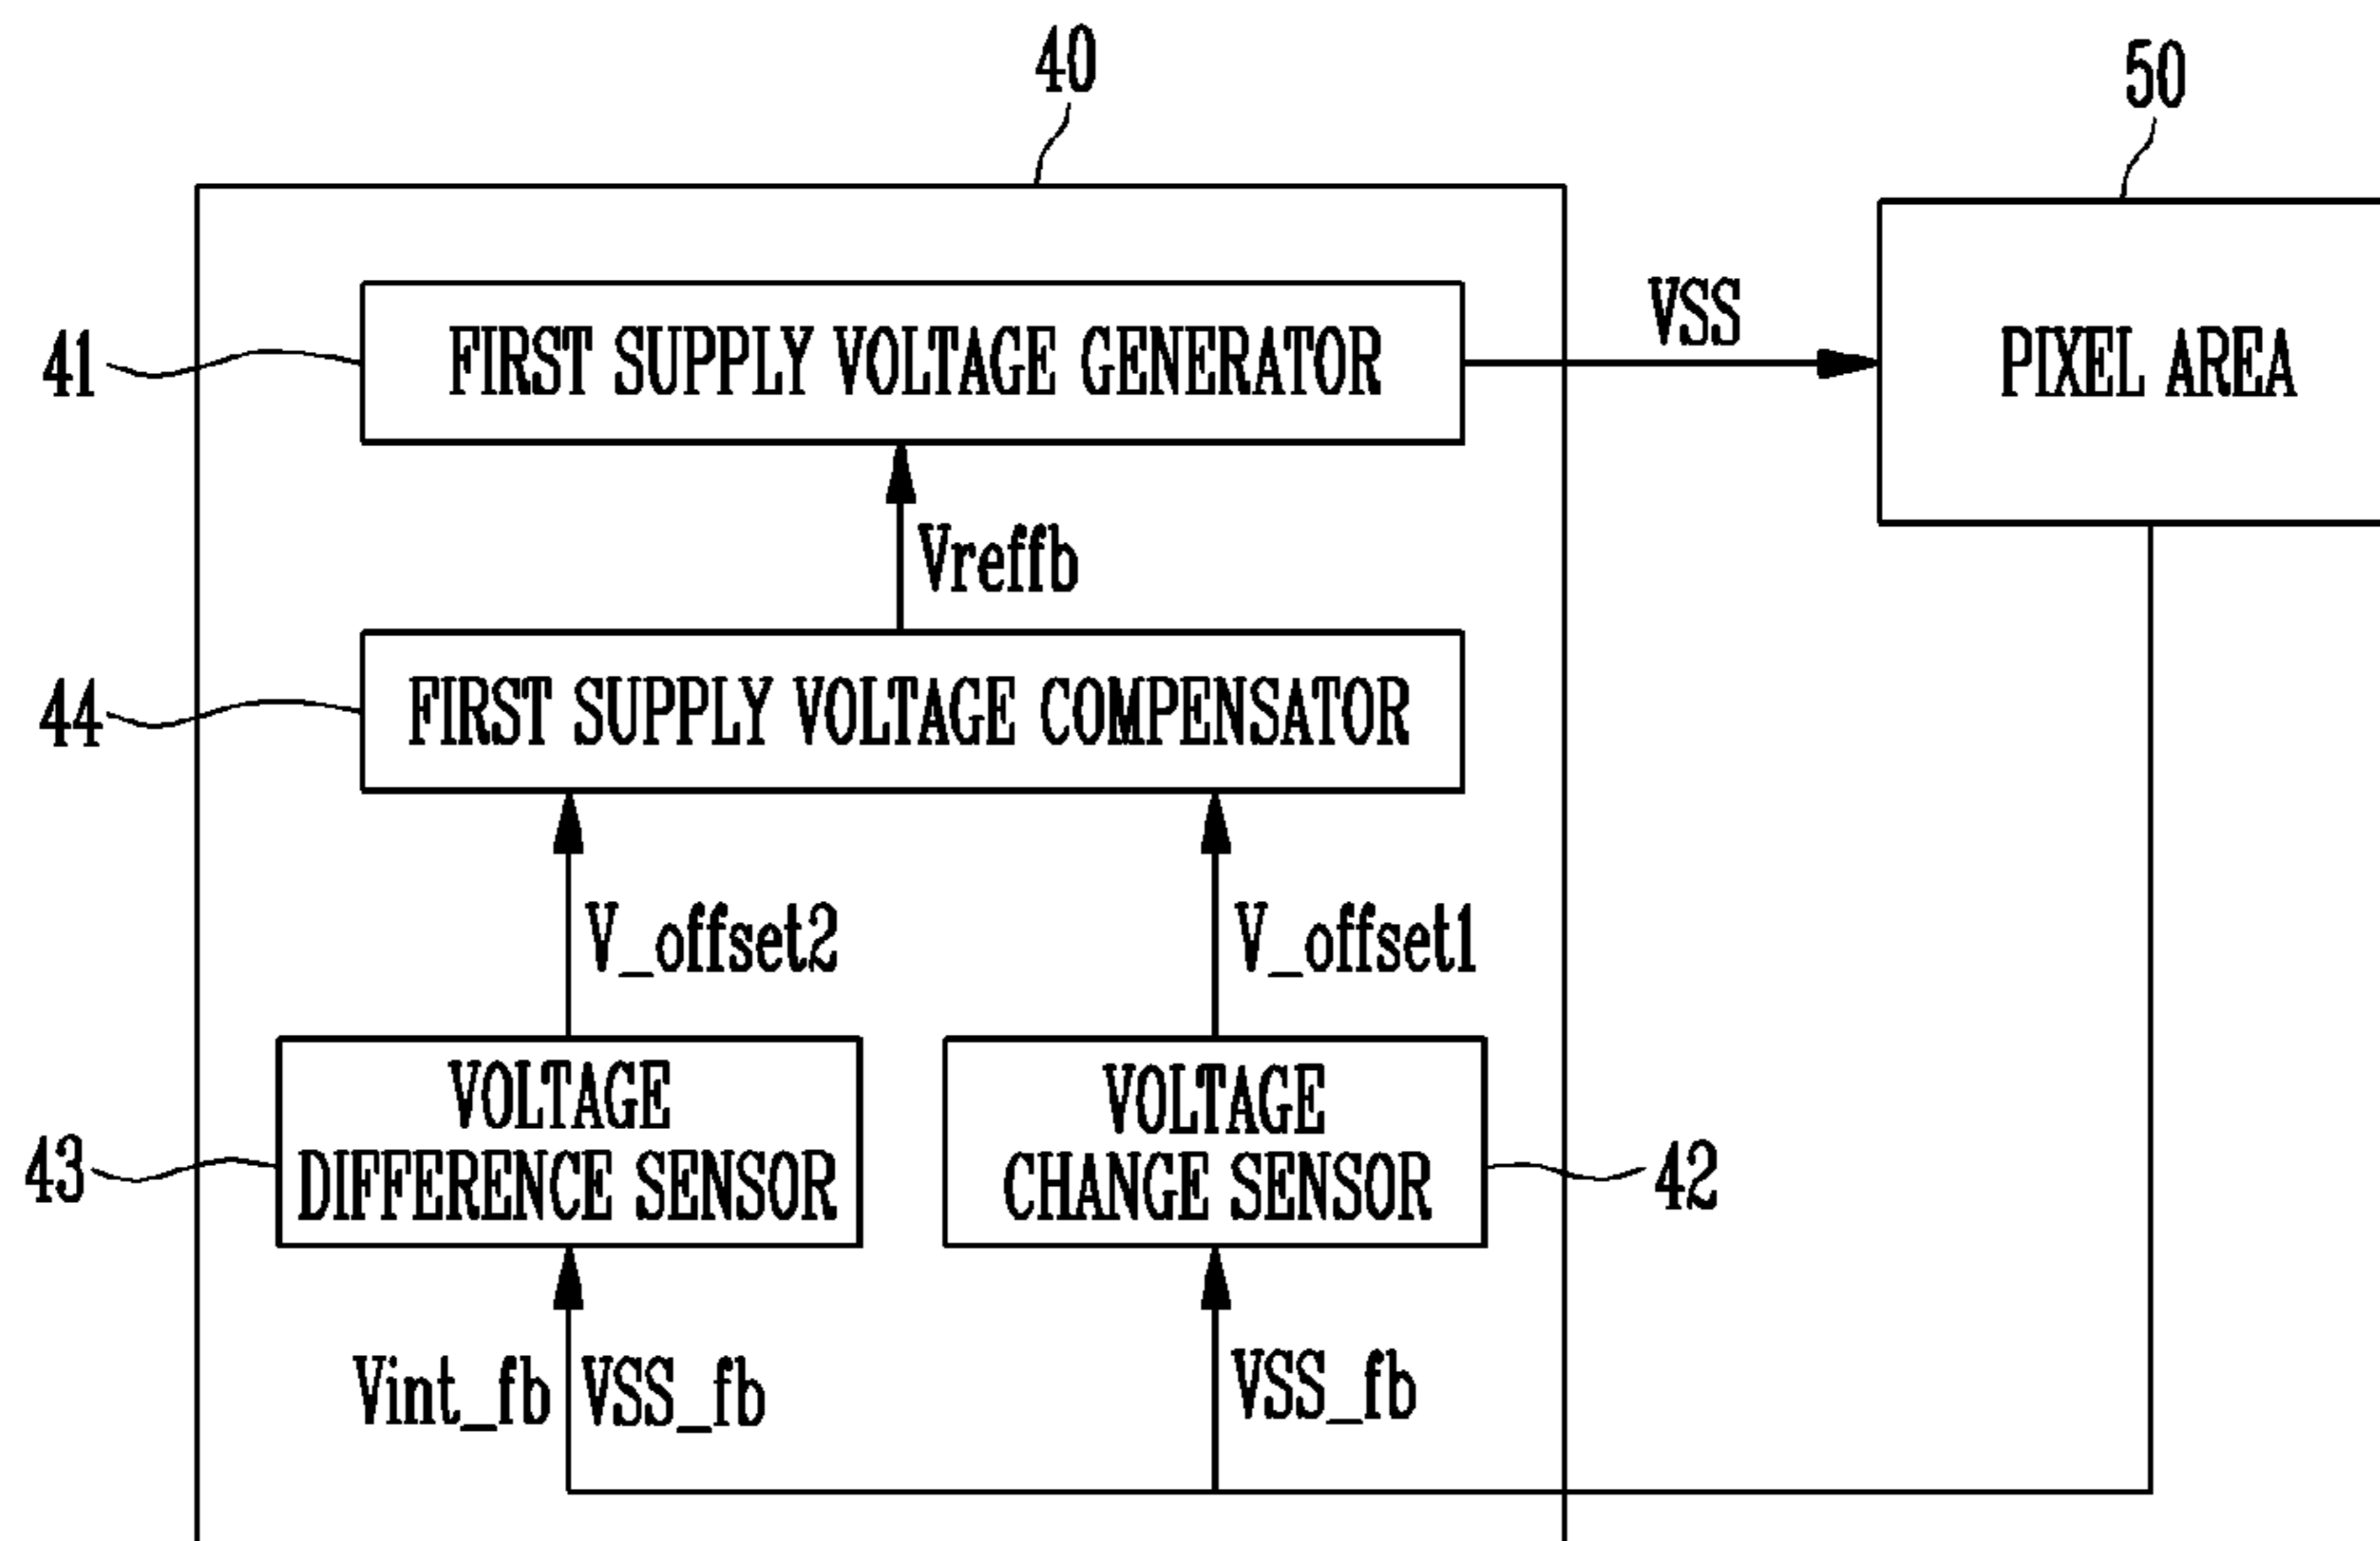 40
50
41
FIRST SUPPLY VOLTAGE GENERATOR
VSS
PIXEL AREA
Vreffb
44
FIRST SUPPLY VOLTAGE COMPENSATOR
V_offset2
V_offset1
43
VOLTAGE
DIFFERENCE SENSOR
VOLTAGE
CHANGE SENSOR
42
Vint_fb
VSS_fb
VSS_fb